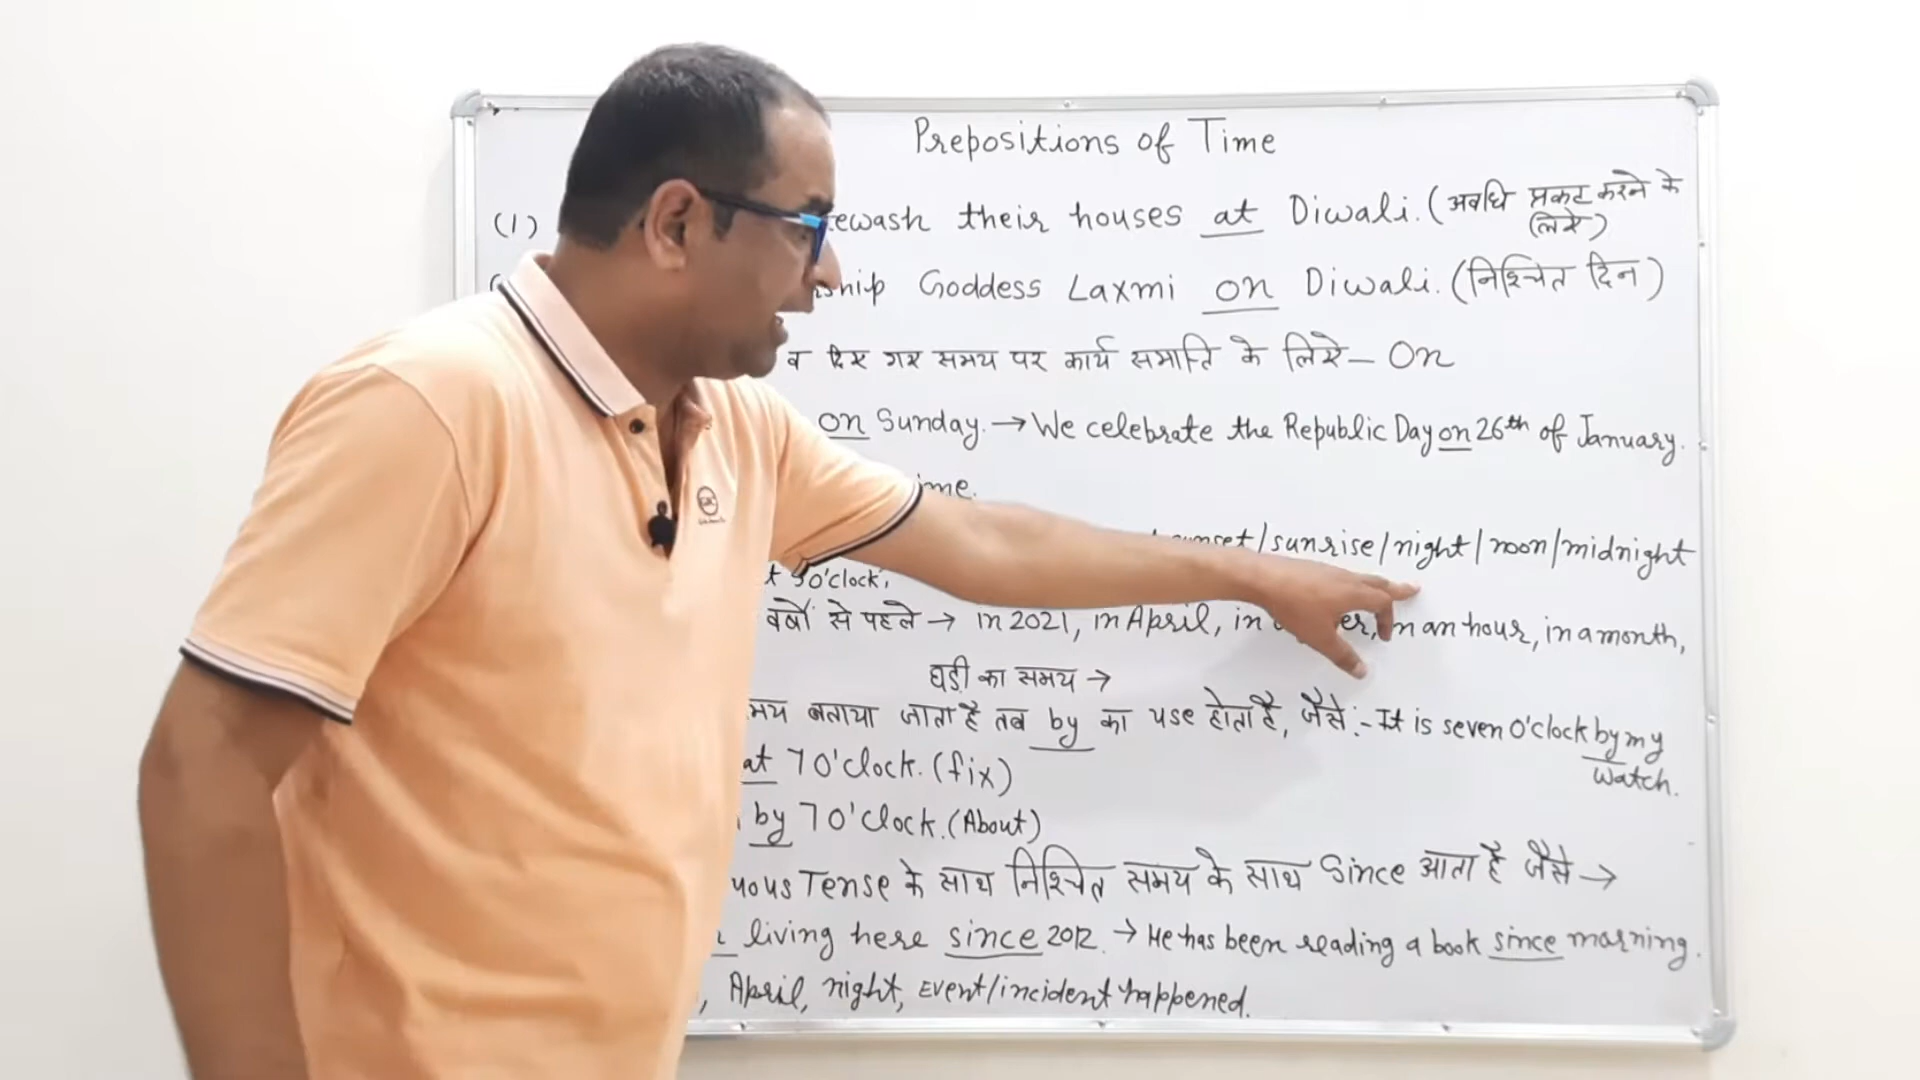 Prepositions of Time
(1) ewash their houses at Diwali. (अवधि प्रकट करने के लिये)
ship Goddess Laxmi on Diwali. (निश्चित दिन)
व दिए गए समय पर कार्य समाप्ति के लिये – On
on Sunday. → We celebrate the Republic Day on 26th of January.
ime.
sunset/sunrise/night/noon/midnight
t 9 o'clock,
वर्षों से पहले → in 2021, in April, in er, in an hour, in a month,
घड़ी का समय →
मय बताया जाता है तब by का use होता है, जैसे :- It is seven o'clock by my watch.
at 7 o'clock. (fix)
by 7 o'clock. (About)
uous Tense के साथ निश्चित समय के साथ Since आता है जैसे →
living here since 2012. → He has been reading a book since morning.
, April, night, Event/incident happened.